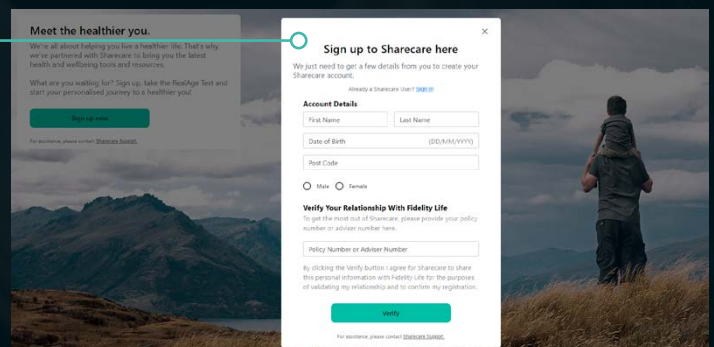 Meet the healthier you.
We're all about helping you live a healthier life. That's why
we've partnered with Sharecare to bring you the latest
health and wellbeing tools and resources.
What are you waiting for? Sign up, take the RealAge Test and
start your personalised journey to a healthier you!
Sign up now
For assistance, please contact Sharecare Support.
Sign up to Sharecare here
We just need to get a few details from you to create your
Sharecare account.
Already a Sharecare User? Sign in
Account Details
First Name Last Name
Date of Birth (DD/MM/YYYY)
Post Code
Male Female
Verify Your Relationship With Fidelity Life
To get the most out of Sharecare, please provide your policy
number or adviser number here.
Policy Number or Adviser Number
By clicking the Verify button I agree for Sharecare to share
this personal information with Fidelity Life for the purposes
of validating my relationship and to confirm my registration.
Verify
For assistance, please contact Sharecare Support.